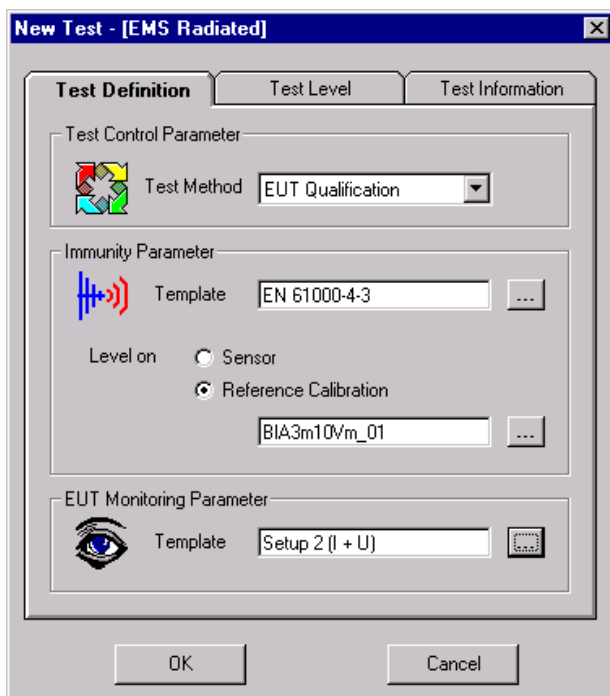 New Test - [EMS Radiated]
Test Definition Test Level Test Information
Test Control Parameter
Test Method EUT Qualification
Immunity Parameter
Template EN 61000-4-3 ...
Level on Sensor
Reference Calibration
BIA3m10Vm_01 ...
EUT Monitoring Parameter
Template Setup 2 (I + U) ...
OK Cancel